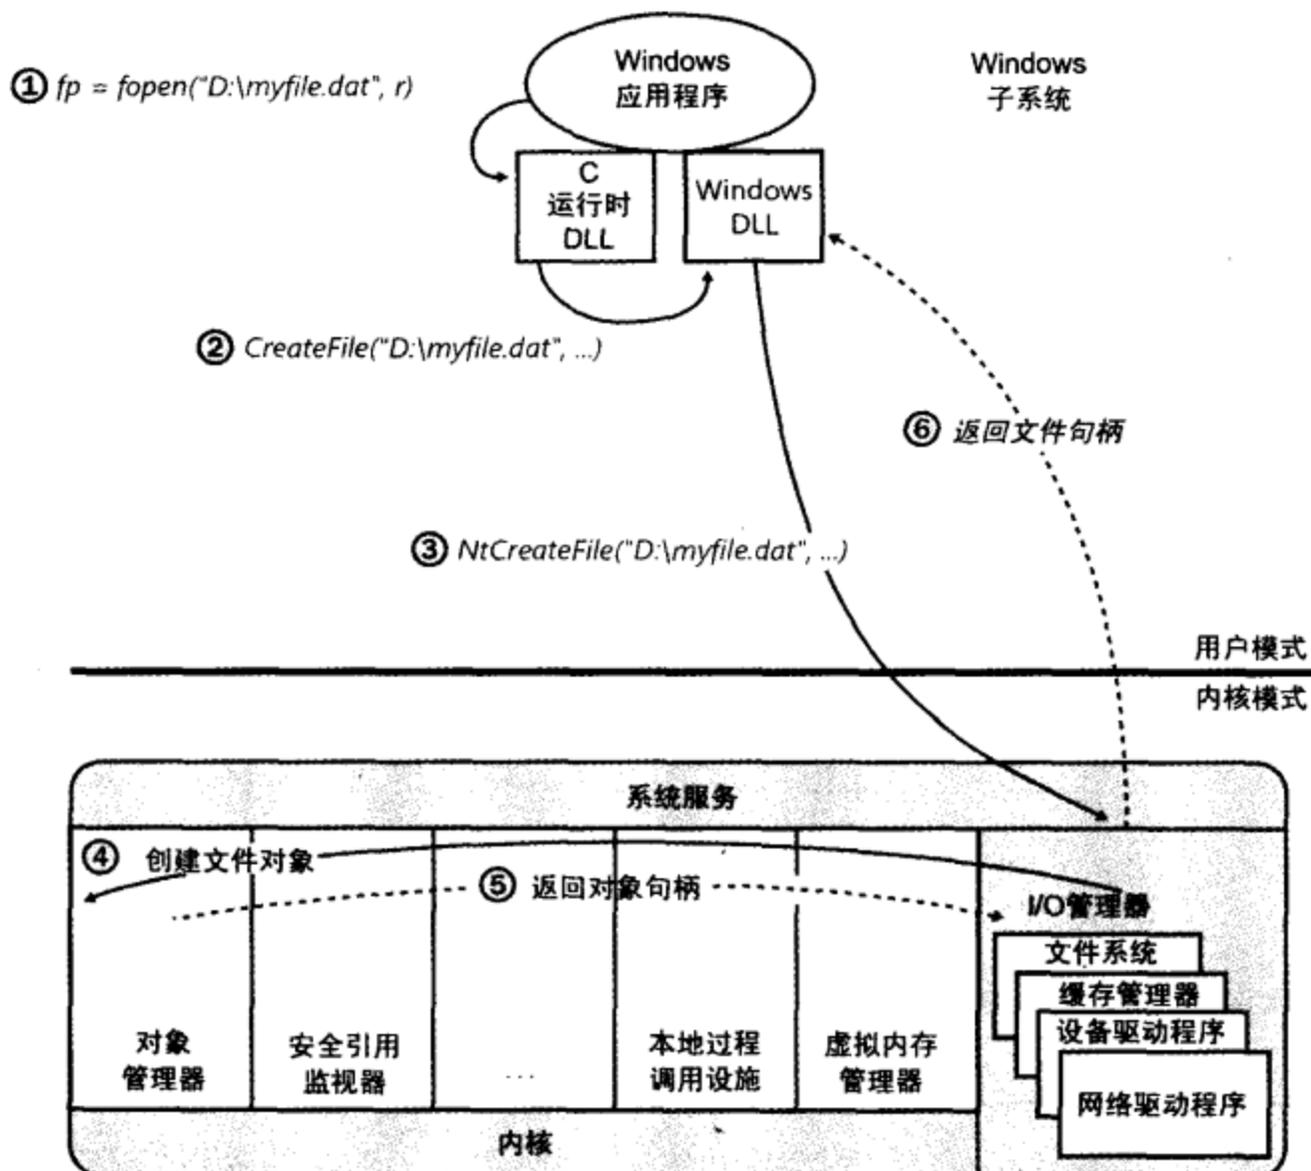 ① fp = fopen("D:\myfile.dat", r)
Windows
应用程序
Windows
子系统
C
运行时
DLL
Windows
DLL
② CreateFile("D:\myfile.dat", ...)
⑥ 返回文件句柄
③ NtCreateFile("D:\myfile.dat", ...)
用户模式
内核模式
系统服务
④ 创建文件对象
⑤ 返回对象句柄
I/O管理器
文件系统
缓存管理器
设备驱动程序
网络驱动程序
对象
管理器
安全引用
监视器
...
本地过程
调用设施
虚拟内存
管理器
内核